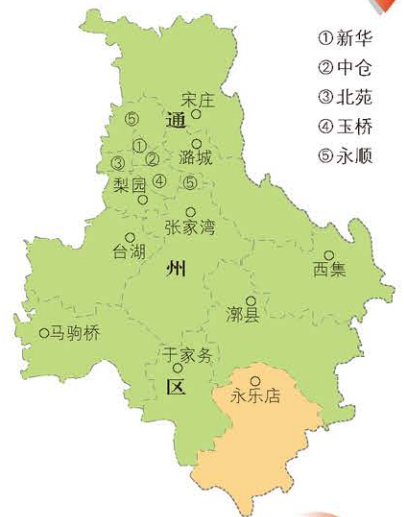 ①新华
②中仓
③北苑
④玉桥
⑤永顺
宋庄
⑤
通
①
潞城
③
②
梨园
④
⑤
张家湾
台湖
州
西集
漷县
马驹桥
于家务
区
永乐店